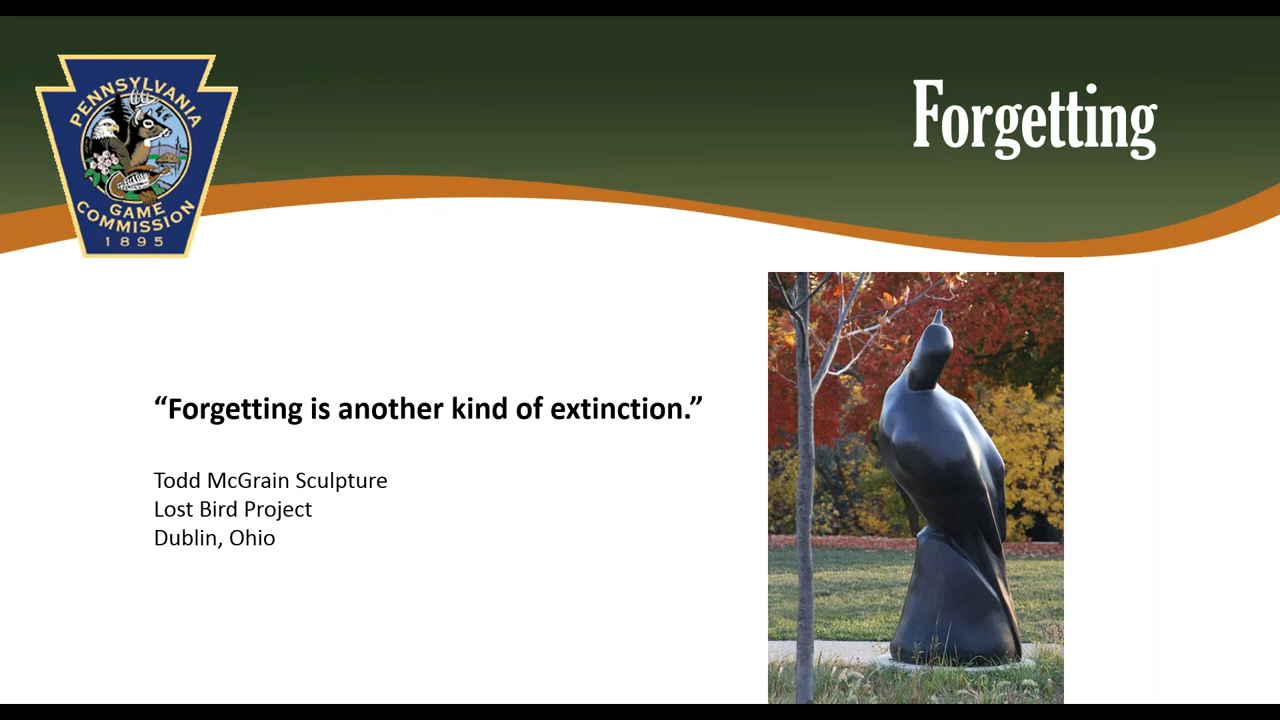 PENNSYLVANIA
GAME
COMMISSION
1895
Forgetting
“Forgetting is another kind of extinction.”
Todd McGrain Sculpture
Lost Bird Project
Dublin, Ohio